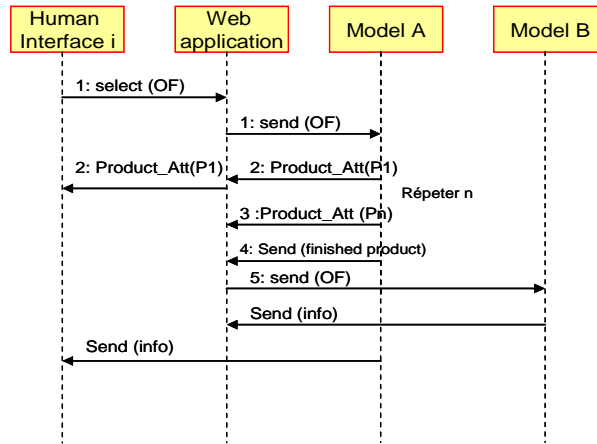 Human
Interface i
Web
application
Model A
Model B
1: select (OF)
1: send (OF)
2: Product_Att(P1)
2: Product_Att(P1)
Répeter n
3 :Product_Att (Pn)
4: Send (finished product)
5: send (OF)
Send (info)
Send (info)